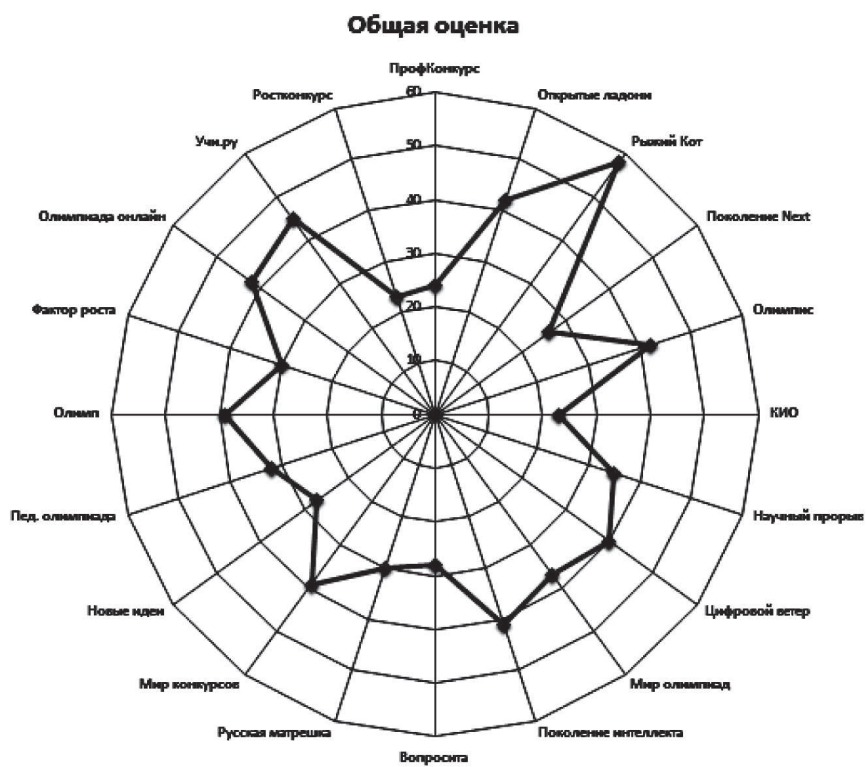 Общая оценка
ПрофКонкурс
Ростконкурс
Открытые ладони
Учи.ру
Рыжий Кот
Олимпиада онлайн
Поколение Next
Фактор роста
Олимпис
Олимп
КИО
Пед. олимпиада
Научный прорыв
Новые идеи
Цифровой ветер
Мир конкурсов
Мир олимпиад
Русская матрешка
Поколение интеллекта
Вопросита
60
50
40
30
20
10
0